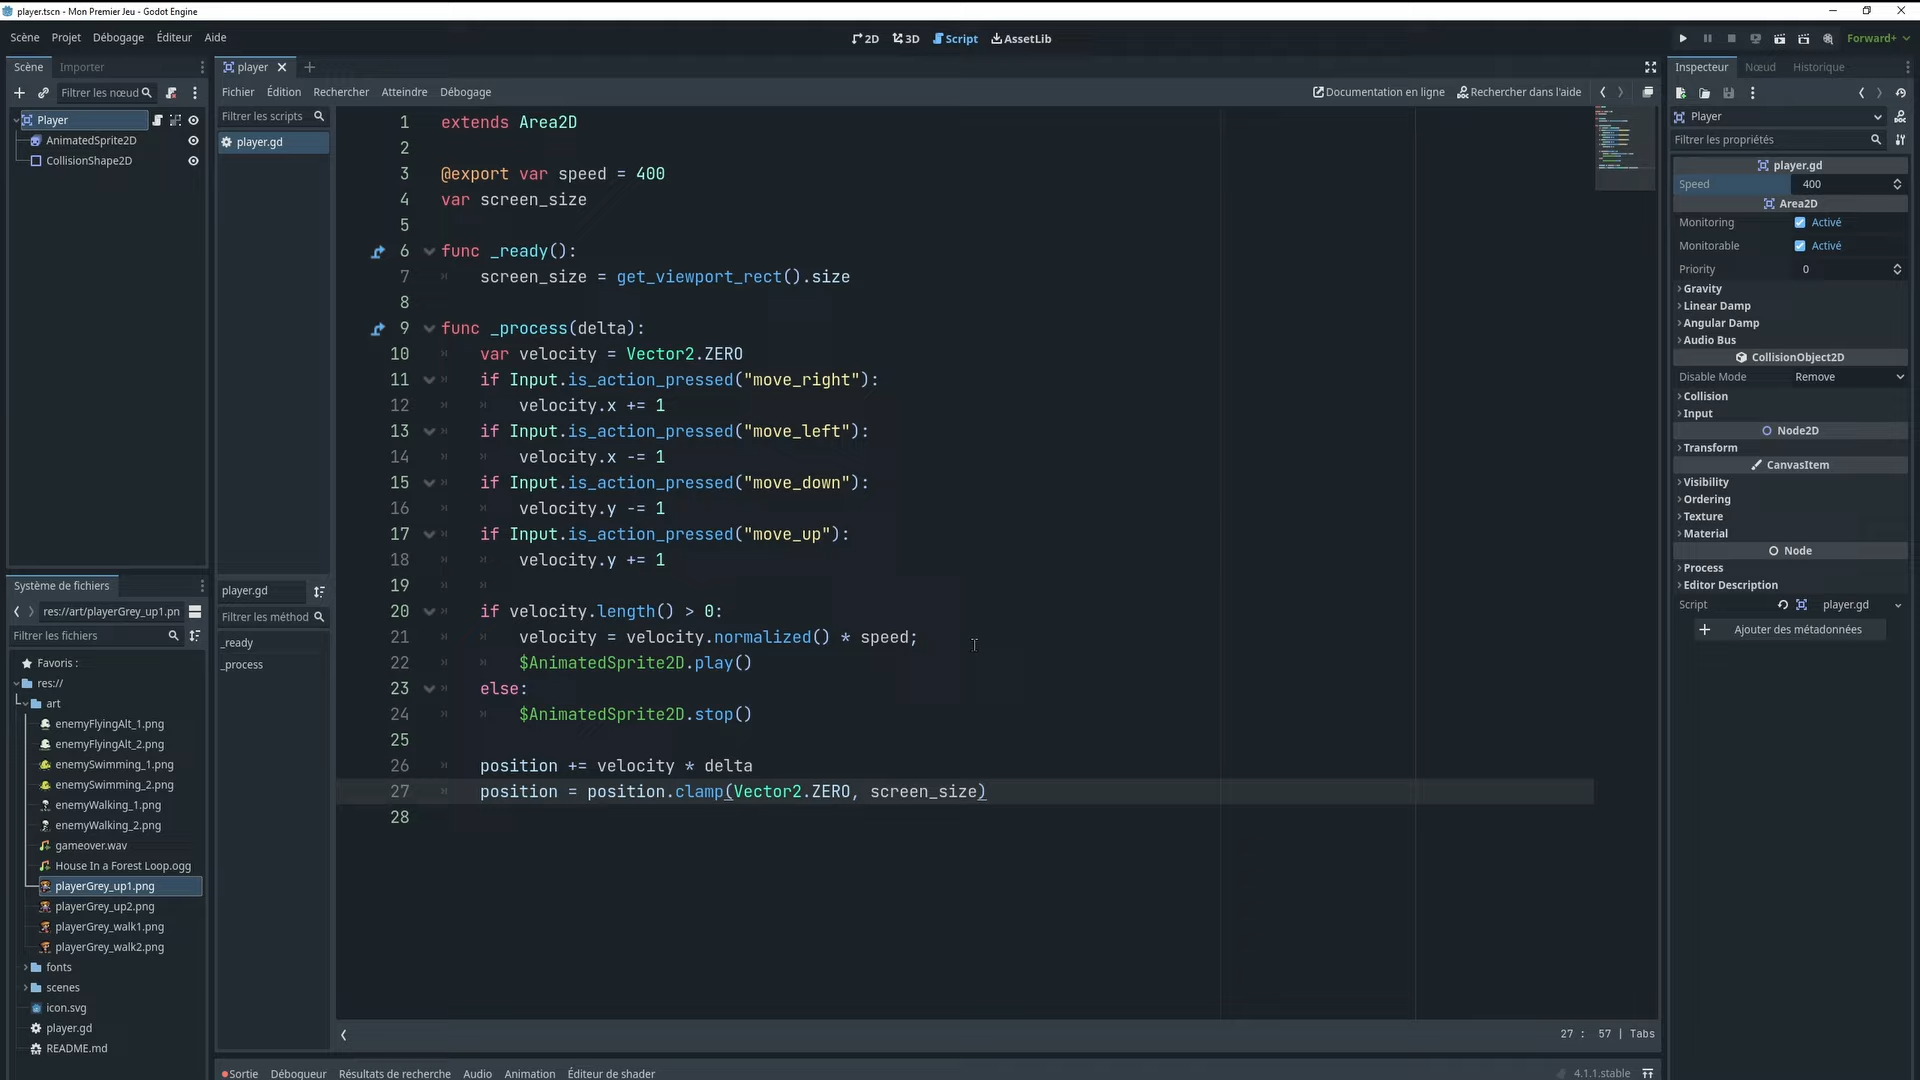 player.tscn - Mon Premier Jeu - Godot Engine
Scène Projet Débogage Éditeur Aide
2D 3D Script AssetLib
Forward+
Scène Importer
Filtrer les nœud
Player
AnimatedSprite2D
CollisionShape2D
player
Fichier Édition Rechercher Atteindre Débogage
Documentation en ligne Rechercher dans l'aide
Filtrer les scripts
player.gd
1 extends Area2D
2
3 @export var speed = 400
4 var screen_size
5
6 func _ready():
7 screen_size = get_viewport_rect().size
8
9 func _process(delta):
10 var velocity = Vector2.ZERO
11 if Input.is_action_pressed("move_right"):
12 velocity.x += 1
13 if Input.is_action_pressed("move_left"):
14 velocity.x -= 1
15 if Input.is_action_pressed("move_down"):
16 velocity.y -= 1
17 if Input.is_action_pressed("move_up"):
18 velocity.y += 1
19
20 if velocity.length() > 0:
21 velocity = velocity.normalized() * speed;
22 $AnimatedSprite2D.play()
23 else:
24 $AnimatedSprite2D.stop()
25
26 position += velocity * delta
27 position = position.clamp(Vector2.ZERO, screen_size)
28
player.gd
Filtrer les méthod
_ready
_process
27 : 57 | Tabs
Système de fichiers
res://art/playerGrey_up1.pn
Filtrer les fichiers
Favoris :
res://
art
enemyFlyingAlt_1.png
enemyFlyingAlt_2.png
enemySwimming_1.png
enemySwimming_2.png
enemyWalking_1.png
enemyWalking_2.png
gameover.wav
House In a Forest Loop.ogg
playerGrey_up1.png
playerGrey_up2.png
playerGrey_walk1.png
playerGrey_walk2.png
fonts
scenes
icon.svg
player.gd
README.md
Sortie Débogueur Résultats de recherche Audio Animation Éditeur de shader
4.1.1.stable
Inspecteur Nœud Historique
Player
Filtrer les propriétés
player.gd
Speed 400
Area2D
Monitoring Activé
Monitorable Activé
Priority 0
Gravity
Linear Damp
Angular Damp
Audio Bus
CollisionObject2D
Disable Mode Remove
Collision
Input
Node2D
Transform
CanvasItem
Visibility
Ordering
Texture
Material
Node
Process
Editor Description
Script player.gd
Ajouter des métadonnées